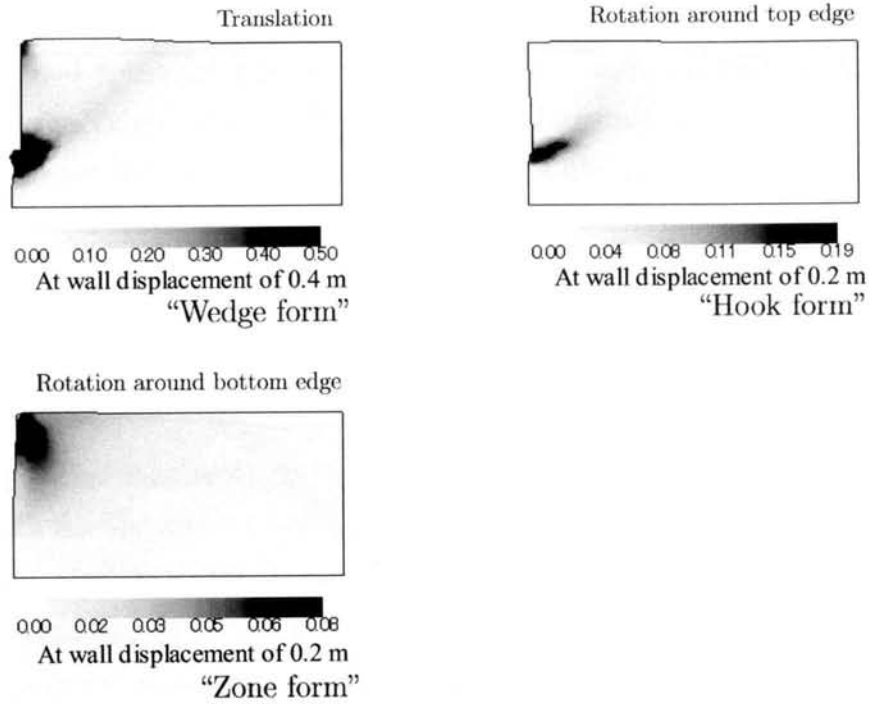 Translation
0.00 0.10 0.20 0.30 0.40 0.50
At wall displacement of 0.4 m
“Wedge form”
Rotation around top edge
0.00 0.04 0.08 0.11 0.15 0.19
At wall displacement of 0.2 m
“Hook form”
Rotation around bottom edge
0.00 0.02 0.03 0.05 0.06 0.08
At wall displacement of 0.2 m
“Zone form”